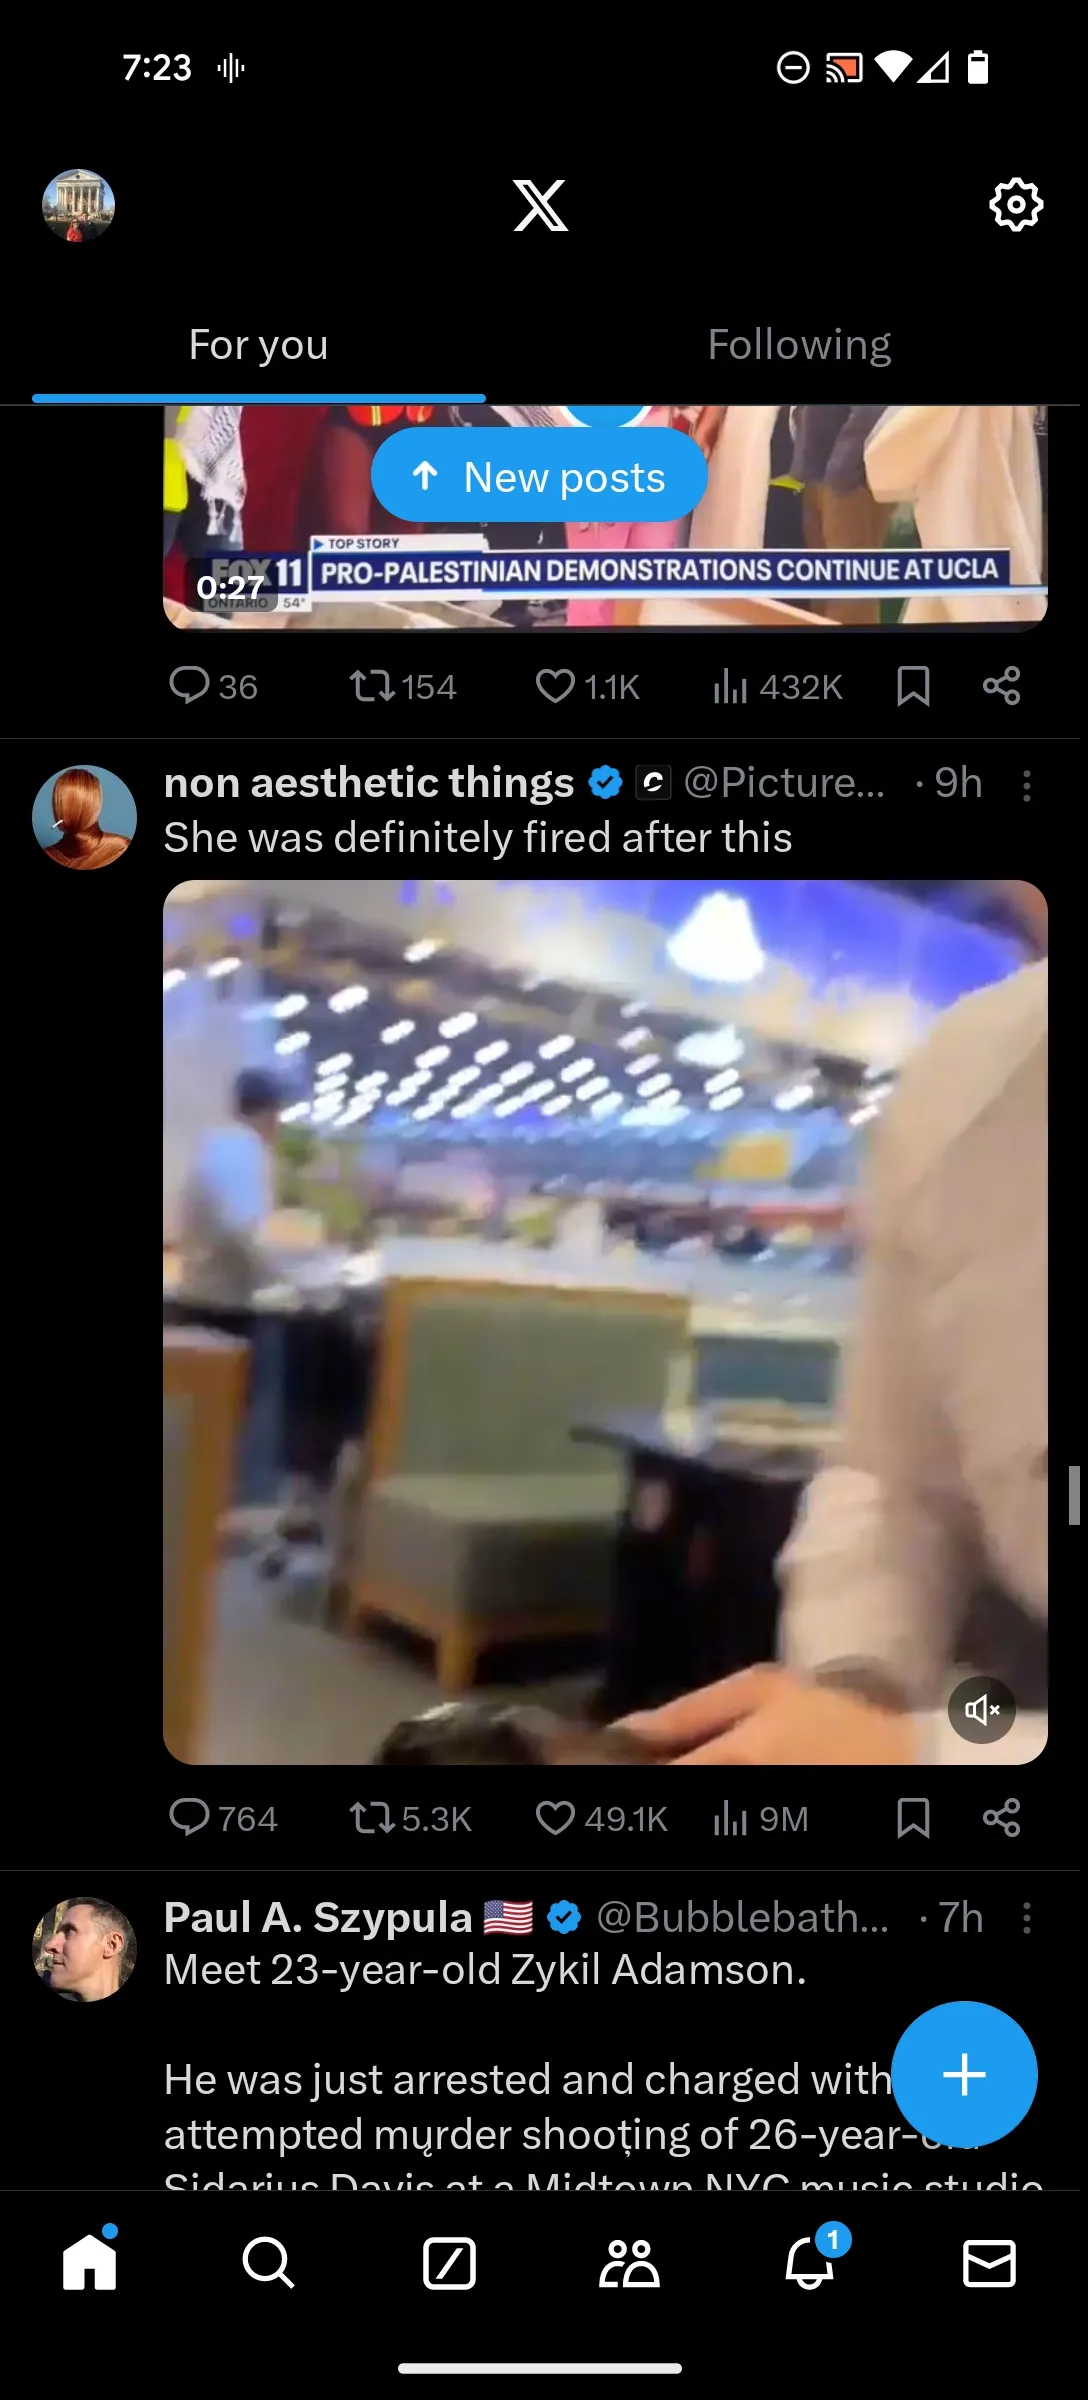 7:23
For you
Following
New posts
TOP STORY
FOX 11
PRO-PALESTINIAN DEMONSTRATIONS CONTINUE AT UCLA
0:27
ONTARIO 54°
36
154
1.1K
432K
non aesthetic things @Picture... · 9h
She was definitely fired after this
764
5.3K
49.1K
9M
Paul A. Szypula 🇺🇸 @Bubblebath... · 7h
Meet 23-year-old Zykil Adamson.
He was just arrested and charged with
attempted mųrder shooţing of 26-year-old
Sidarius Davis at a Midtown NYC music studio
1